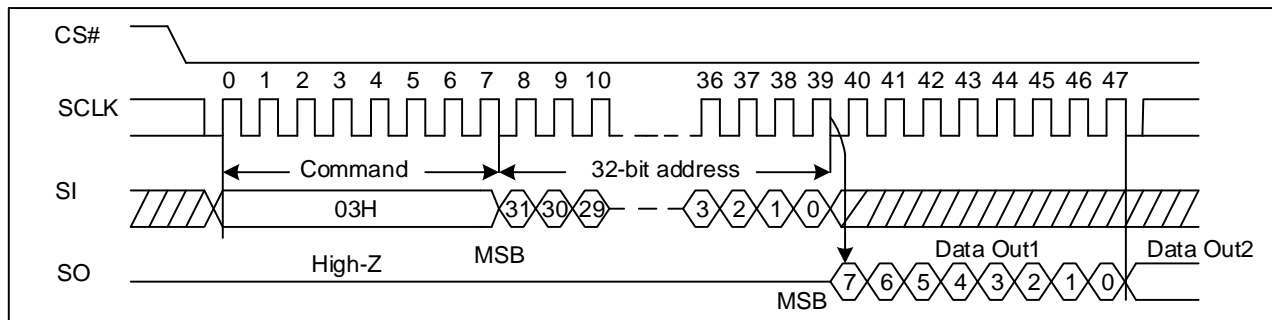 CS#
0 1 2 3 4 5 6 7 8 9 10 36 37 38 39 40 41 42 43 44 45 46 47
SCLK
Command 32-bit address
SI
03H 31 30 29 3 2 1 0
High-Z MSB Data Out1 Data Out2
SO
MSB 7 6 5 4 3 2 1 0